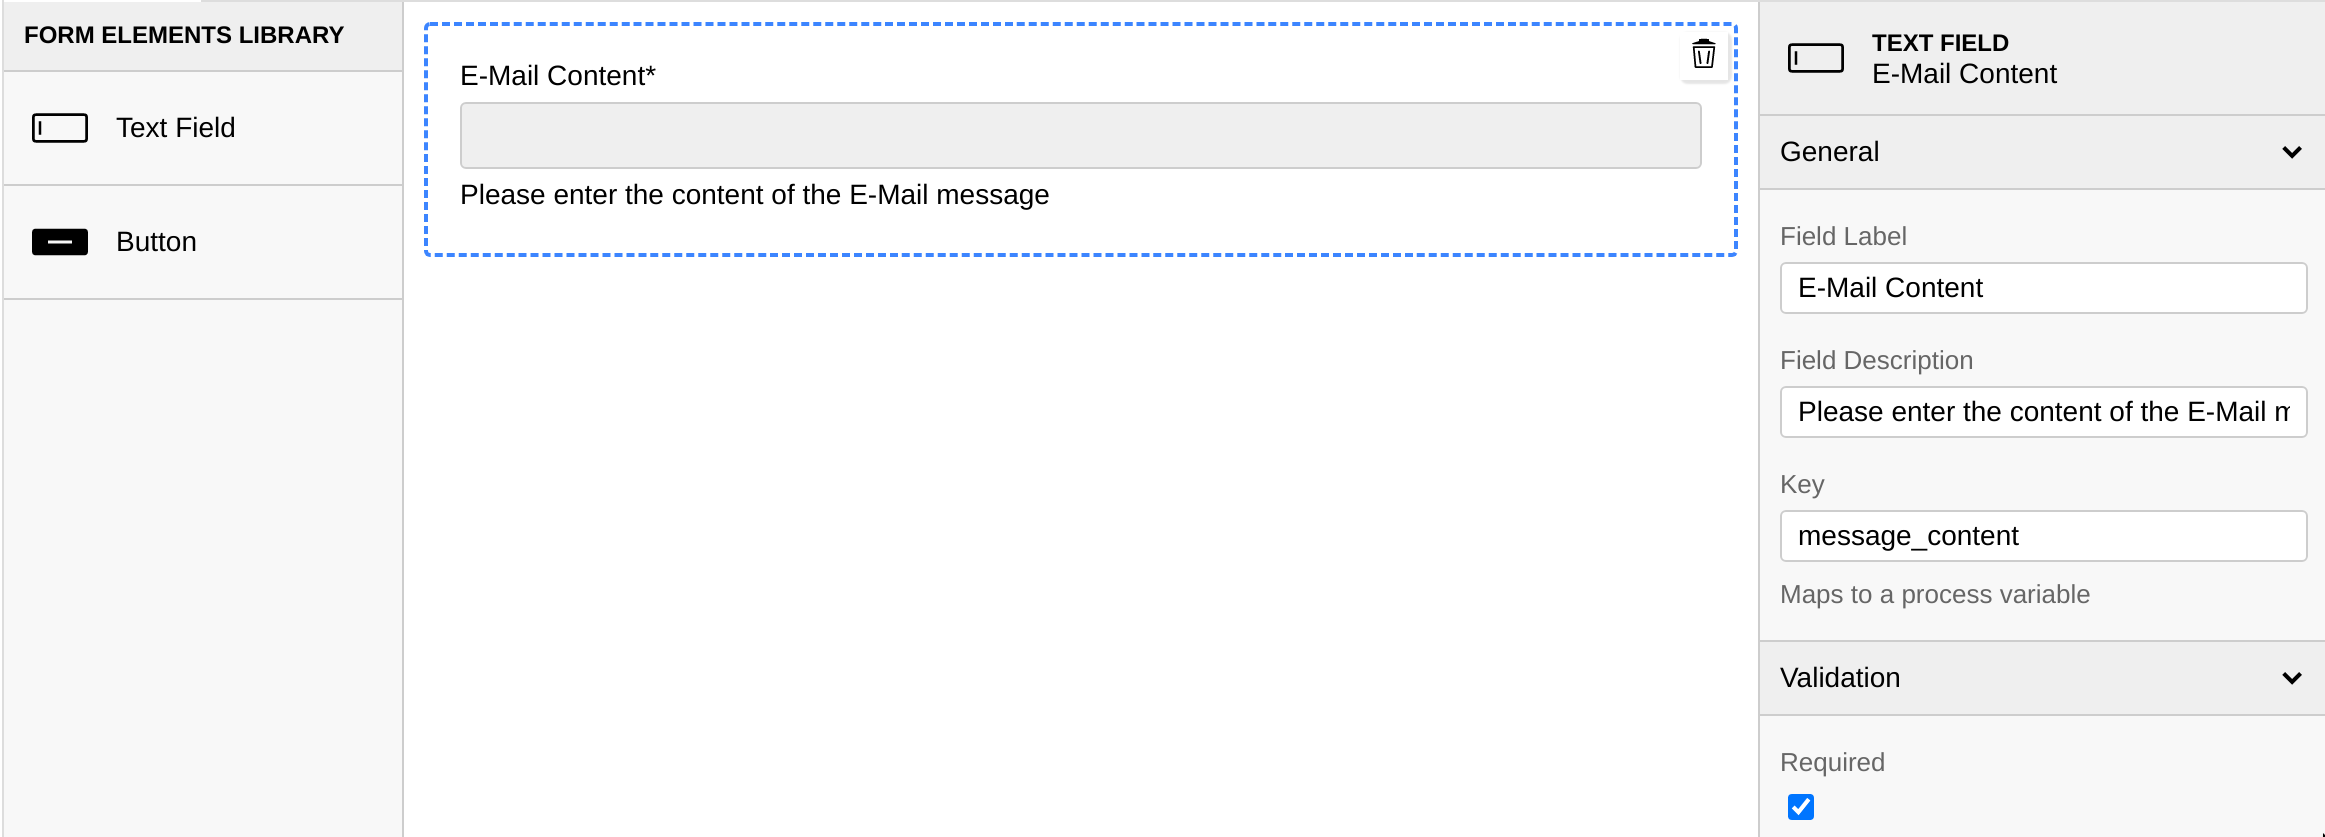 FORM ELEMENTS LIBRARY
Text Field
Button
E-Mail Content*
Please enter the content of the E-Mail message
TEXT FIELD
E-Mail Content
General
Field Label
E-Mail Content
Field Description
Please enter the content of the E-Mail m
Key
message_content
Maps to a process variable
Validation
Required